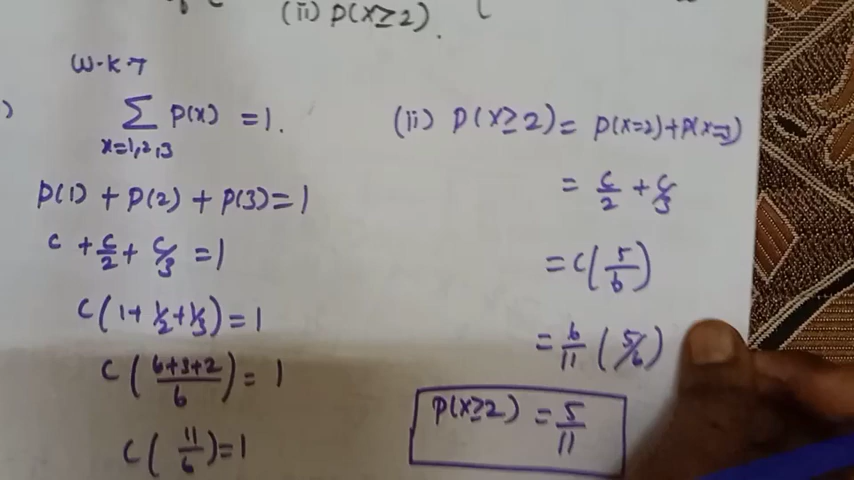 (ii) P(X≥2).
W.K.T
) ∑ P(x) = 1.
x=1,2,3
P(1) + P(2) + P(3) = 1
c + c/2 + c/3 = 1
c(1+1/2+1/3) = 1
c(6+3+2/6) = 1
c(11/6) = 1
(ii) P(X≥2) = P(X=2)+P(X=3)
= c/2 + c/3
= c(5/6)
= 6/11 (5/6)
P(X≥2) = 5/11